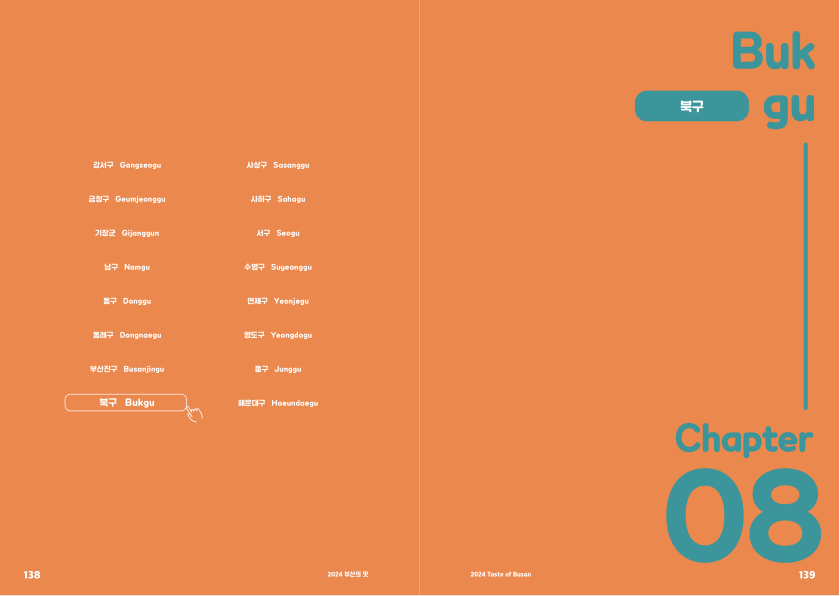 강서구 Gangseogu
금정구 Geumjeonggu
기장군 Gijanggun
남구 Namgu
동구 Donggu
동래구 Dongnaegu
부산진구 Busanjingu
북구 Bukgu
사상구 Sasanggu
사하구 Sahagu
서구 Seogu
수영구 Suyeonggu
연제구 Yeonjegu
영도구 Yeongdogu
중구 Junggu
해운대구 Haeundaegu
138
2024 부산의 맛
Buk
북구 gu
Chapter
08
2024 Taste of Busan
139